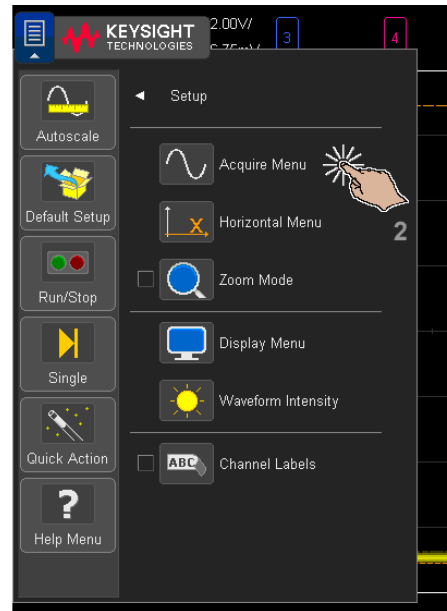 KEYSIGHT
TECHNOLOGIES
2.00V/
3
4
Setup
Autoscale
Acquire Menu
2
Default Setup
Horizontal Menu
X
Zoom Mode
Run/Stop
Display Menu
Single
Waveform Intensity
Quick Action
ABC
Channel Labels
?
Help Menu